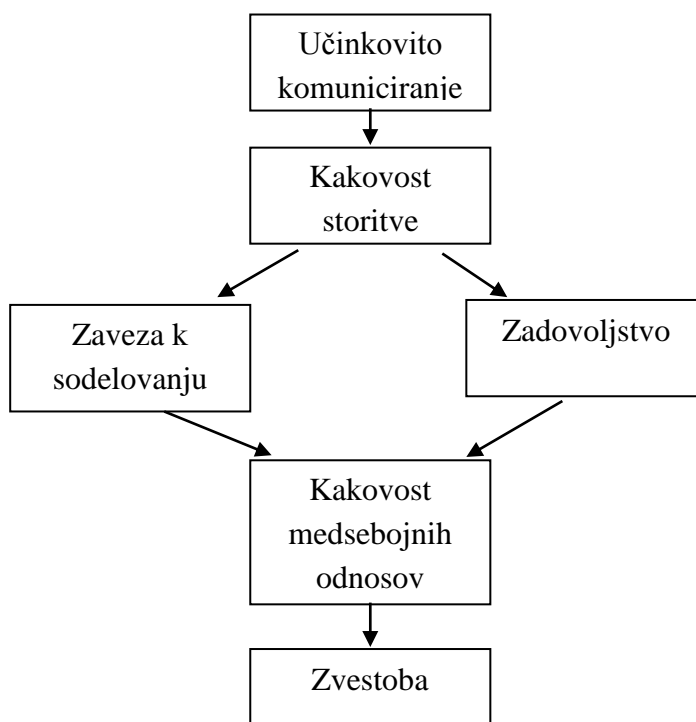 Učinkovito
komuniciranje
Kakovost
storitve
Zaveza k
sodelovanju
Zadovoljstvo
Kakovost
medsebojnih
odnosov
Zvestoba